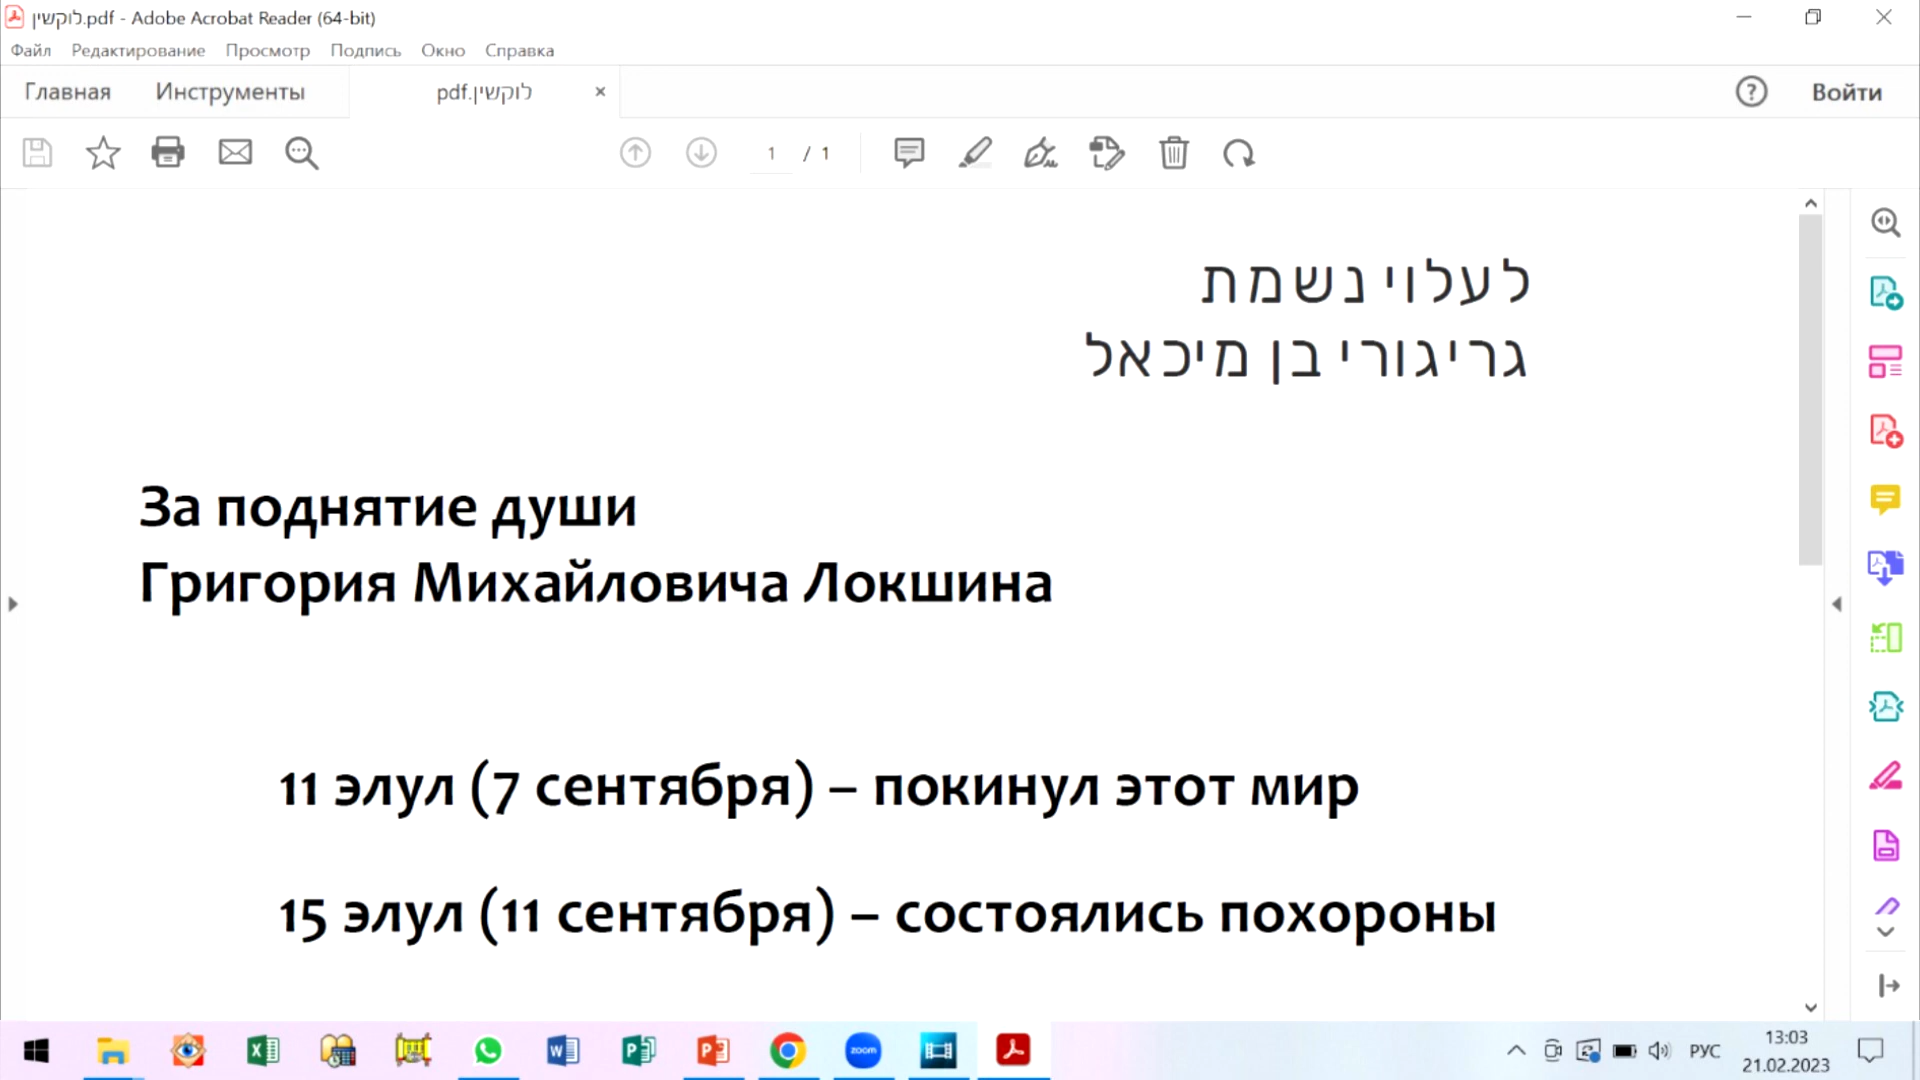 לוקשין.pdf - Adobe Acrobat Reader (64-bit)
Файл Редактирование Просмотр Подпись Окно Справка
Главная Инструменты לוקשין.pdf × ? Войти
1 / 1
לעלוי נשמת
גריגורי בן מיכאל
За поднятие души
Григория Михайловича Локшина
11 элул (7 сентября) – покинул этот мир
15 элул (11 сентября) – состоялись похороны
zoom
РУС
13:03
21.02.2023